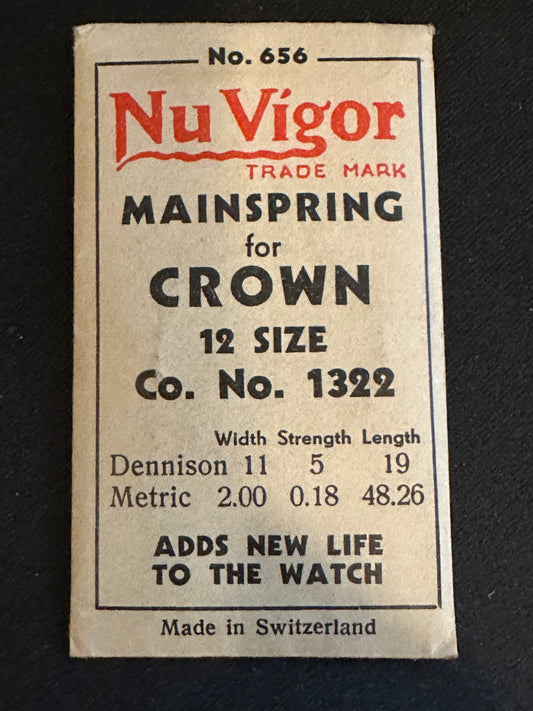 No. 656
Nu Vigor
TRADE MARK
MAINSPRING
for
CROWN
12 SIZE
Co. No. 1322
Width Strength Length
Dennison 11 5 19
Metric 2.00 0.18 48.26
ADDS NEW LIFE
TO THE WATCH
Made in Switzerland